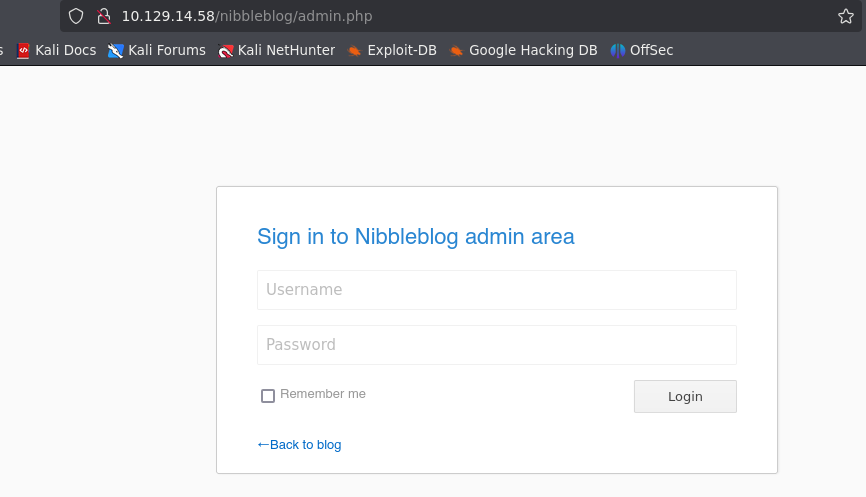 10.129.14.58/nibbleblog/admin.php
s Kali Docs Kali Forums Kali NetHunter Exploit-DB Google Hacking DB OffSec
Sign in to Nibbleblog admin area
Username
Password
Remember me Login
←Back to blog